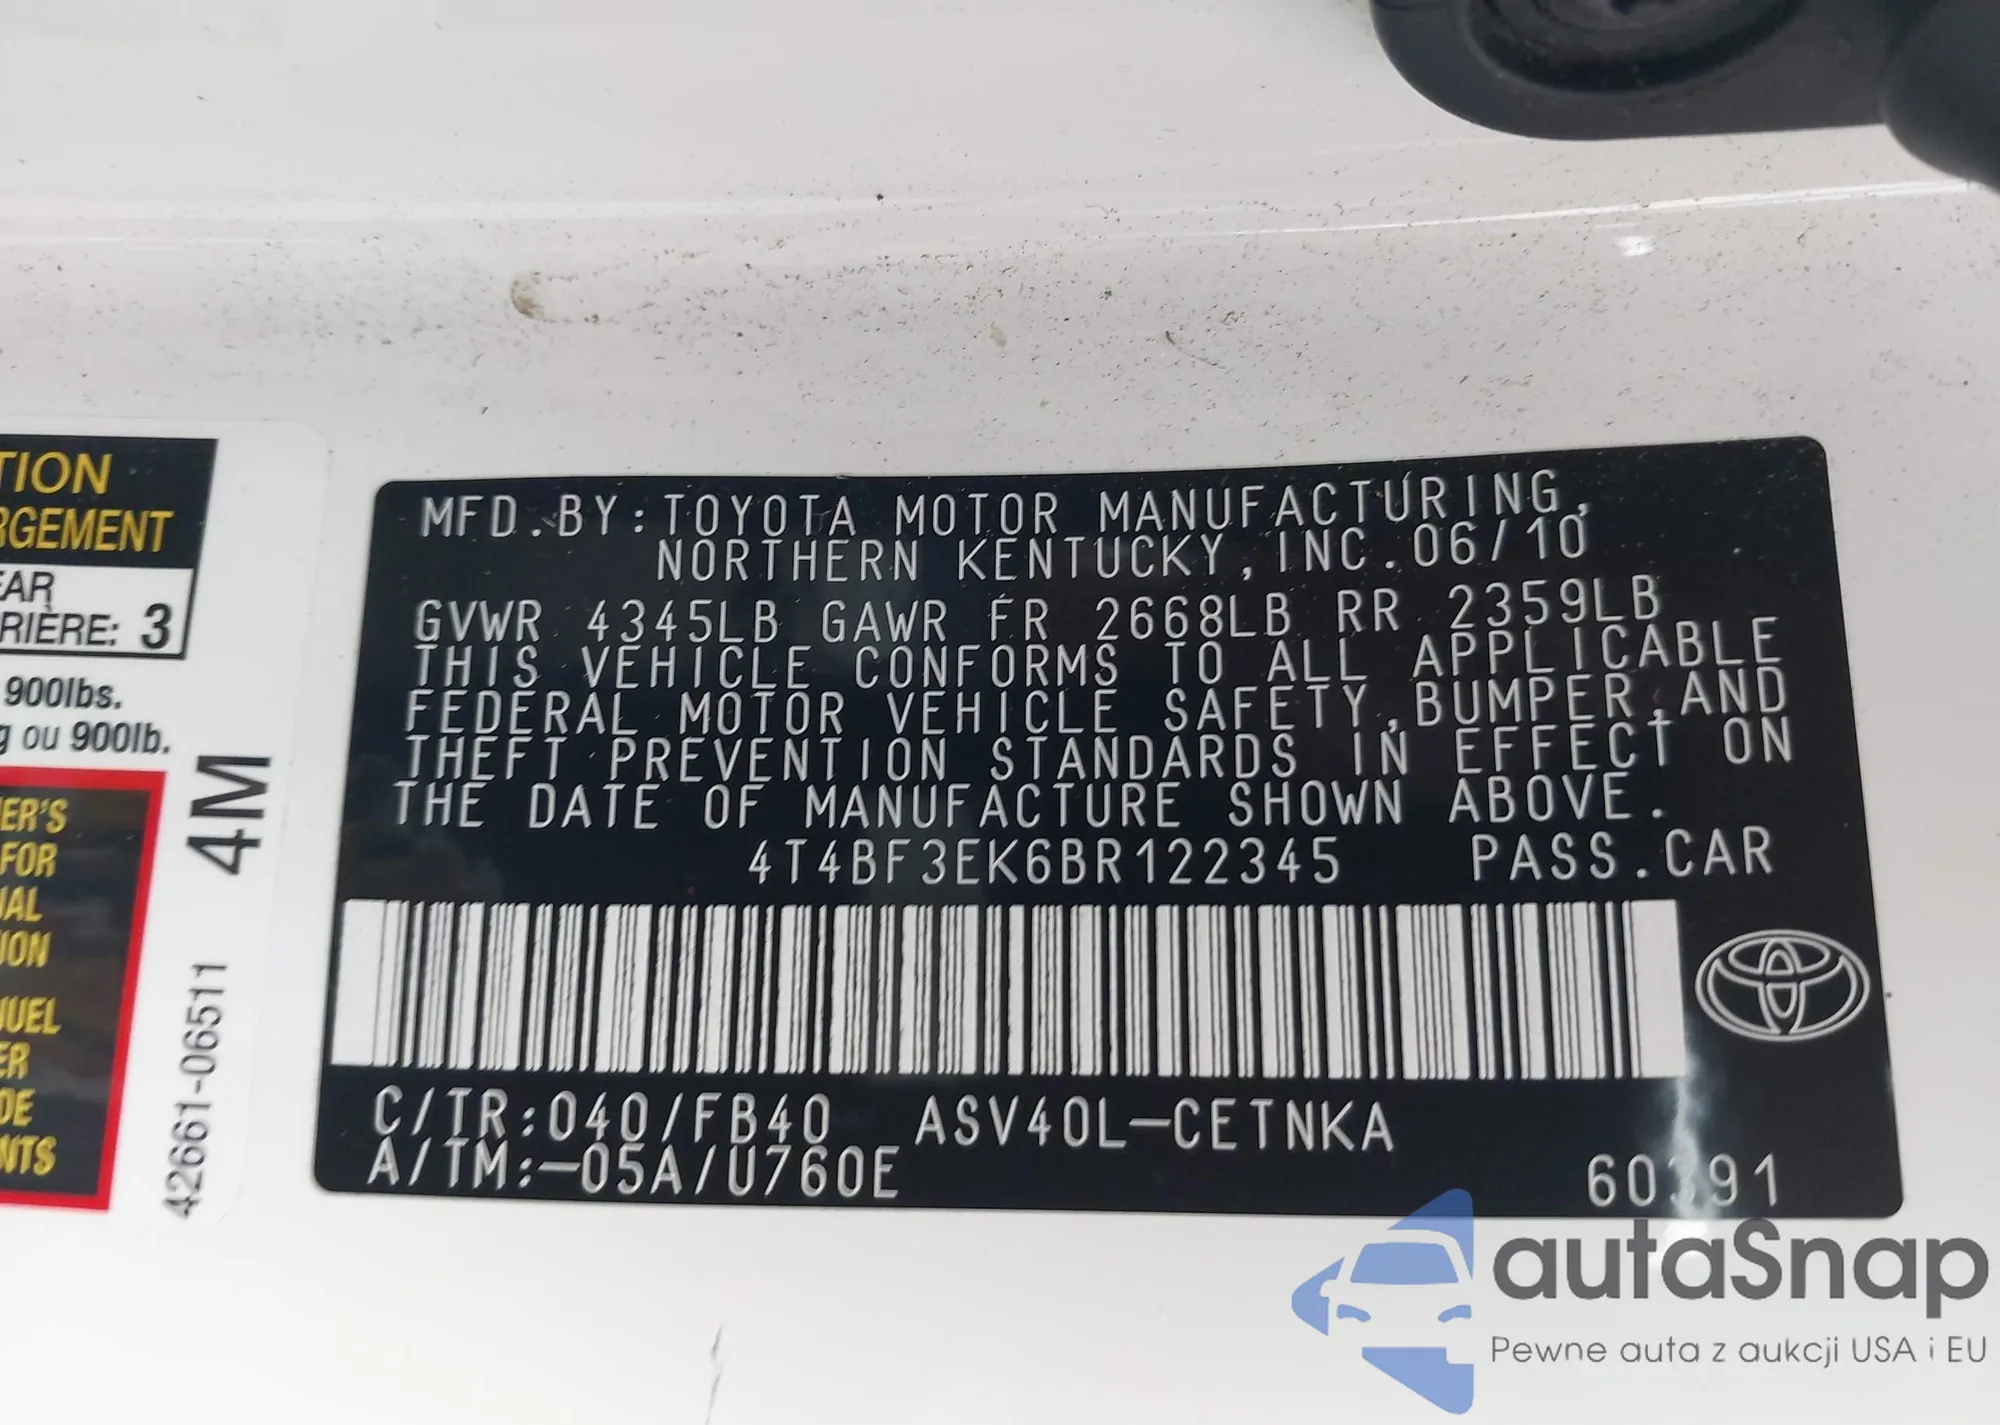 TION
RGEMENT
EAR
RIÈRE: 3
900lbs.
g ou 900lb.
ER'S
FOR
NAL
ION
UEL
ER
DE
NTS
4M
42661-06511
MFD.BY:TOYOTA MOTOR MANUFACTURING,
NORTHERN KENTUCKY,INC.06/10
GVWR 4345LB GAWR FR 2668LB RR 2359LB
THIS VEHICLE CONFORMS TO ALL APPLICABLE
FEDERAL MOTOR VEHICLE SAFETY,BUMPER,AND
THEFT PREVENTION STANDARDS IN EFFECT ON
THE DATE OF MANUFACTURE SHOWN ABOVE.
4T4BF3EK6BR122345 PASS.CAR
C/TR:040/FB40 ASV40L-CETNKA
A/TM:-05A/U760E
60391
autaSnap
Pewne auta z aukcji USA i EU